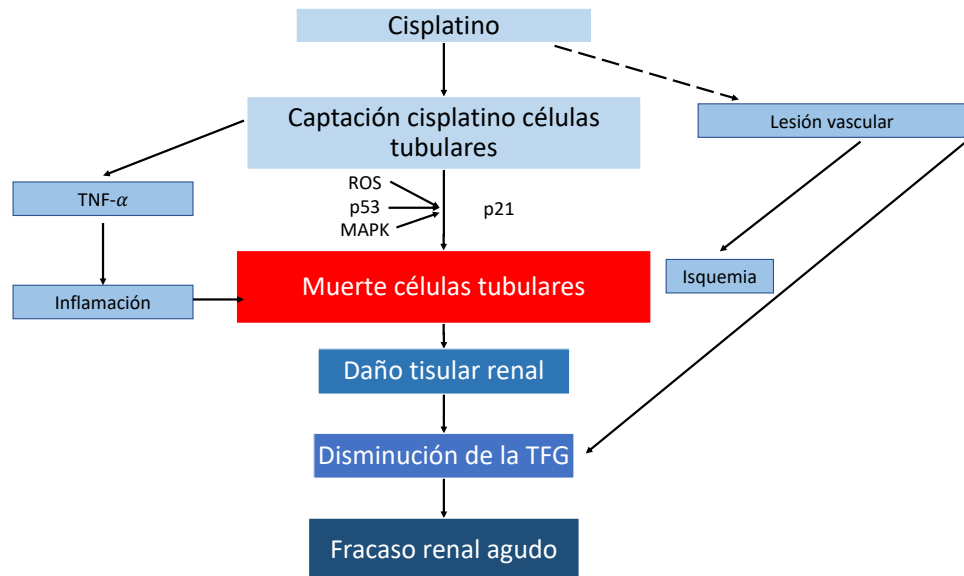 Cisplatino
Captación cisplatino células
tubulares
Lesión vascular
TNF-𝛼
ROS
p53
MAPK
p21
Muerte células tubulares
Isquemia
Inflamación
Daño tisular renal
Disminución de la TFG
Fracaso renal agudo